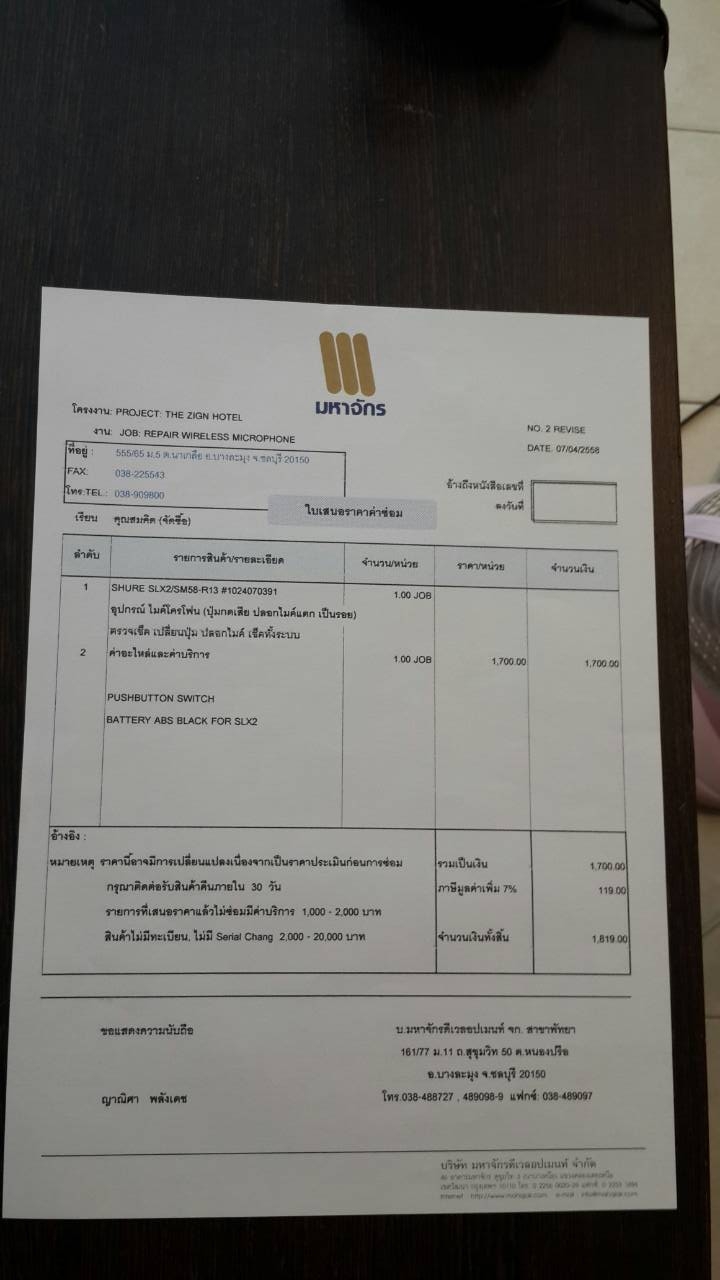 มหาจักร
โครงงาน: PROJECT: THE ZIGN HOTEL
งาน: JOB: REPAIR WIRELESS MICROPHONE
NO. 2 REVISE
DATE. 07/04/2558
ที่อยู่ : 555/65 ม.5 ต.นาเกลือ อ.บางละมุง จ.ชลบุรี 20150
FAX: 038-225543
โทร:TEL: 038-909800
อ้างถึงหนังสือเลขที่
ลงวันที่
เรียน คุณสมคิด (จัดซื้อ)
ใบเสนอราคาค่าซ่อม
ลำดับ รายการสินค้า/รายละเอียด จำนวน/หน่วย ราคา/หน่วย จำนวนเงิน
1 SHURE SLX2/SM58-R13 #1024070391 1.00 JOB
อุปกรณ์ ไมค์โครโฟน (ปุ่มกดเสีย ปลอกไมค์แตก เป็นรอย)
ตรวจเช็ค เปลี่ยนปุ่ม ปลอกไมค์ เช็คทั้งระบบ
2 ค่าอะไหล่และค่าบริการ 1.00 JOB 1,700.00 1,700.00
PUSHBUTTON SWITCH
BATTERY ABS BLACK FOR SLX2
อ้างอิง :
หมายเหตุ ราคานี้อาจมีการเปลี่ยนแปลงเนื่องจากเป็นราคาประเมินก่อนการซ่อม รวมเป็นเงิน 1,700.00
กรุณาติดต่อรับสินค้าคืนภายใน 30 วัน ภาษีมูลค่าเพิ่ม 7% 119.00
รายการที่เสนอราคาแล้วไม่ซ่อมมีค่าบริการ 1,000 - 2,000 บาท
สินค้าไม่มีทะเบียน, ไม่มี Serial Chang 2,000 - 20,000 บาท จำนวนเงินทั้งสิ้น 1,819.00
ขอแสดงความนับถือ
บ.มหาจักรดีเวลอปเมนท์ จก. สาขาพัทยา
161/77 ม.11 ถ.สุขุมวิท 50 ต.หนองปรือ
อ.บางละมุง จ.ชลบุรี 20150
ญาณิศา พลังเดช
โทร.038-488727 , 489098-9 แฟกซ์: 038-489097
บริษัท มหาจักรดีเวลอปเมนท์ จำกัด